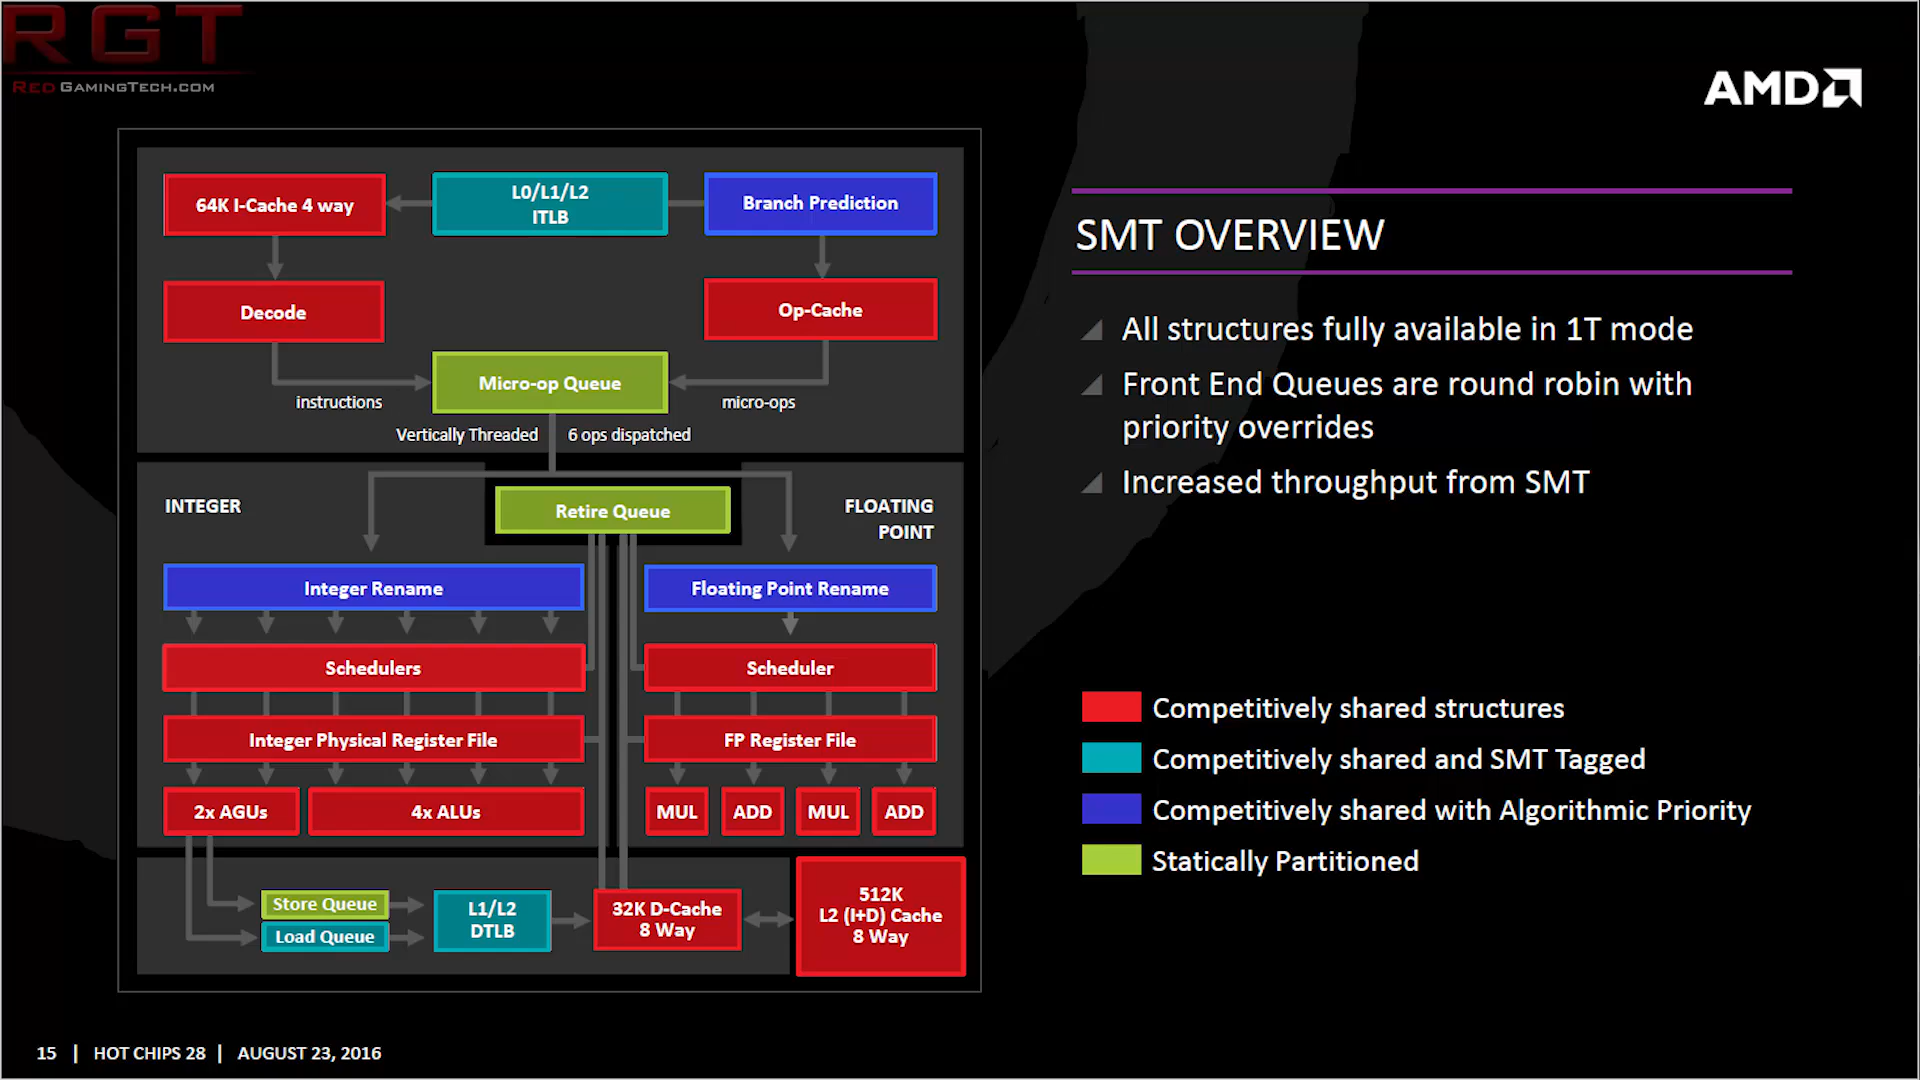 RGT
RED GAMINGTECH.COM
AMD
64K I-Cache 4 way
L0/L1/L2
ITLB
Branch Prediction
Decode
Op-Cache
Micro-op Queue
instructions
micro-ops
Vertically Threaded
6 ops dispatched
INTEGER
Retire Queue
FLOATING
POINT
Integer Rename
Floating Point Rename
Schedulers
Scheduler
Integer Physical Register File
FP Register File
2x AGUs
4x ALUs
MUL
ADD
MUL
ADD
Store Queue
Load Queue
L1/L2
DTLB
32K D-Cache
8 Way
512K
L2 (I+D) Cache
8 Way
SMT OVERVIEW
All structures fully available in 1T mode
Front End Queues are round robin with
priority overrides
Increased throughput from SMT
Competitively shared structures
Competitively shared and SMT Tagged
Competitively shared with Algorithmic Priority
Statically Partitioned
15 | HOT CHIPS 28 | AUGUST 23, 2016